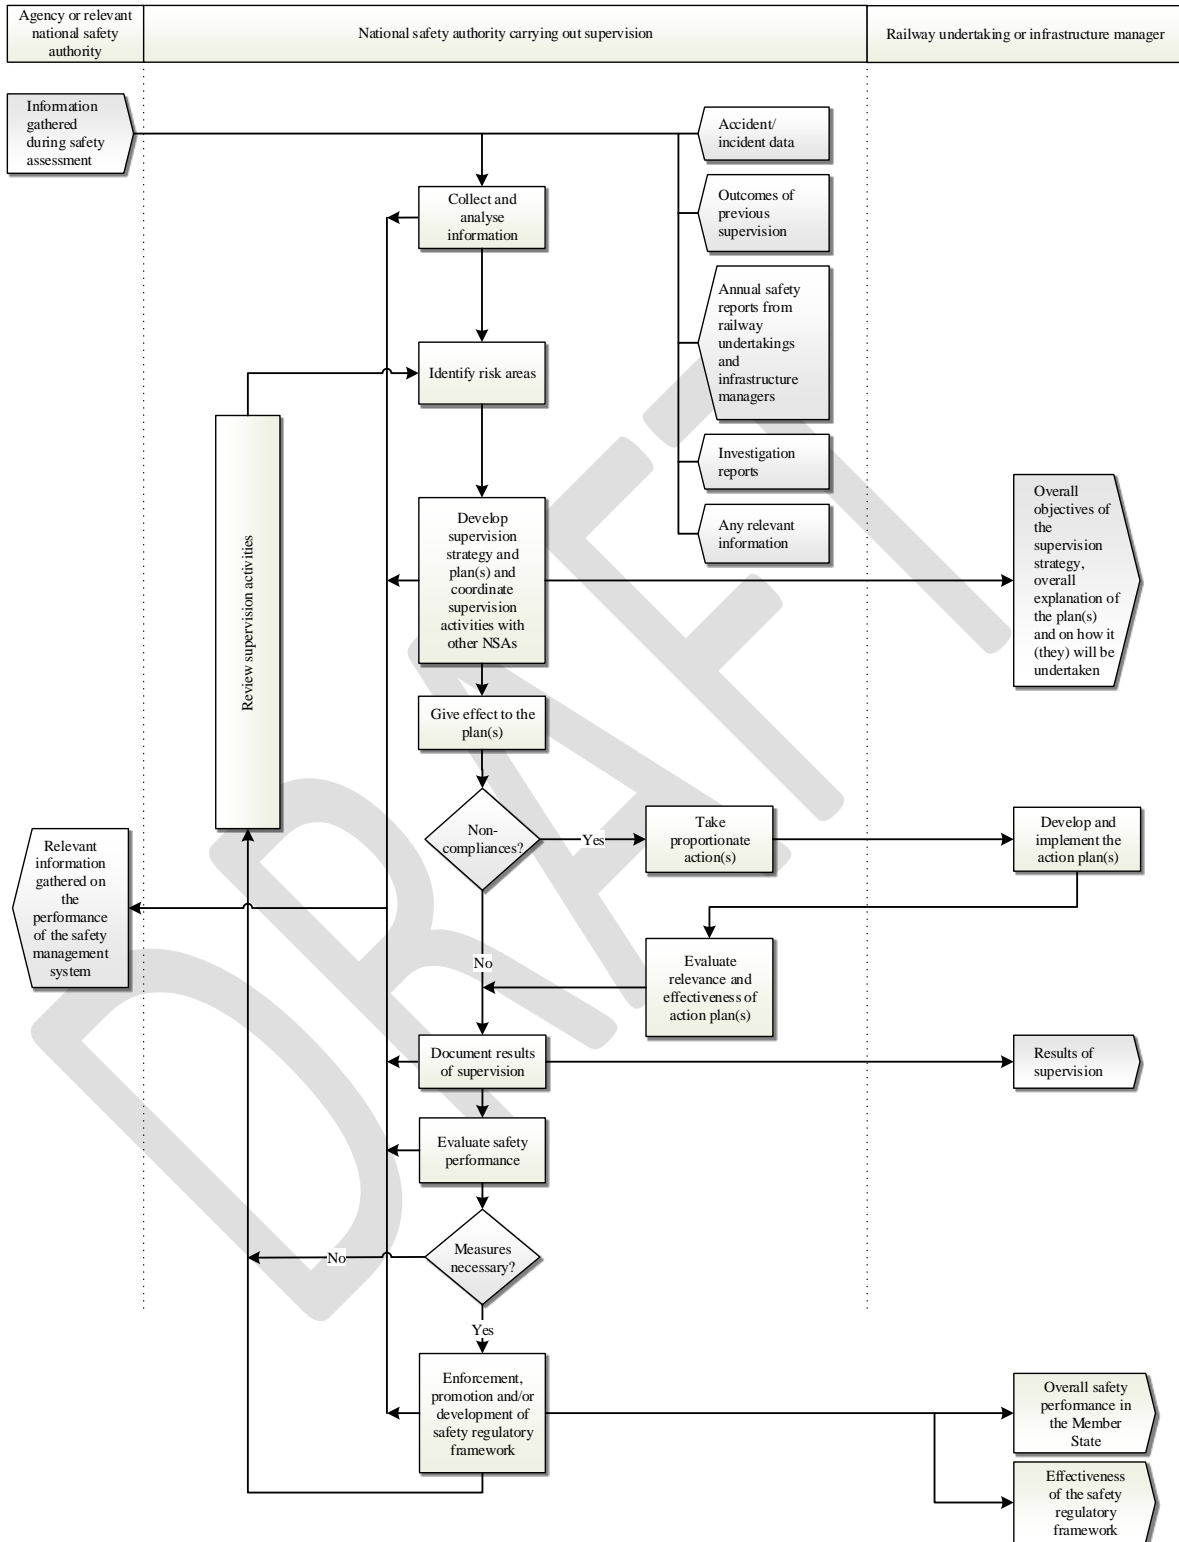 Agency or relevant
national safety
authority
National safety authority carrying out supervision
Railway undertaking or infrastructure manager
Information
gathered
during safety
assessment
Accident/
incident data
Collect and
analyse
information
Outcomes of
previous
supervision
Annual safety
reports from
railway
undertakings
and
infrastructure
managers
Identify risk areas
Investigation
reports
Any relevant
information
Develop
supervision
strategy and
plan(s) and
coordinate
supervision
activities with
other NSAs
Overall
objectives of
the
supervision
strategy,
overall
explanation of
the plan(s)
and on how it
(they) will be
undertaken
Review supervision activities
Give effect to the
plan(s)
Non-
compliances?
Yes
Take
proportionate
action(s)
Develop and
implement the
action plan(s)
Relevant
information
gathered on
the
performance
of the safety
management
system
No
Evaluate
relevance and
effectiveness of
action plan(s)
Document results
of supervision
Results of
supervision
Evaluate safety
performance
Measures
necessary?
No
Yes
Enforcement,
promotion and/or
development of
safety regulatory
framework
Overall safety
performance in
the Member
State
Effectiveness
of the safety
regulatory
framework
DRAFT